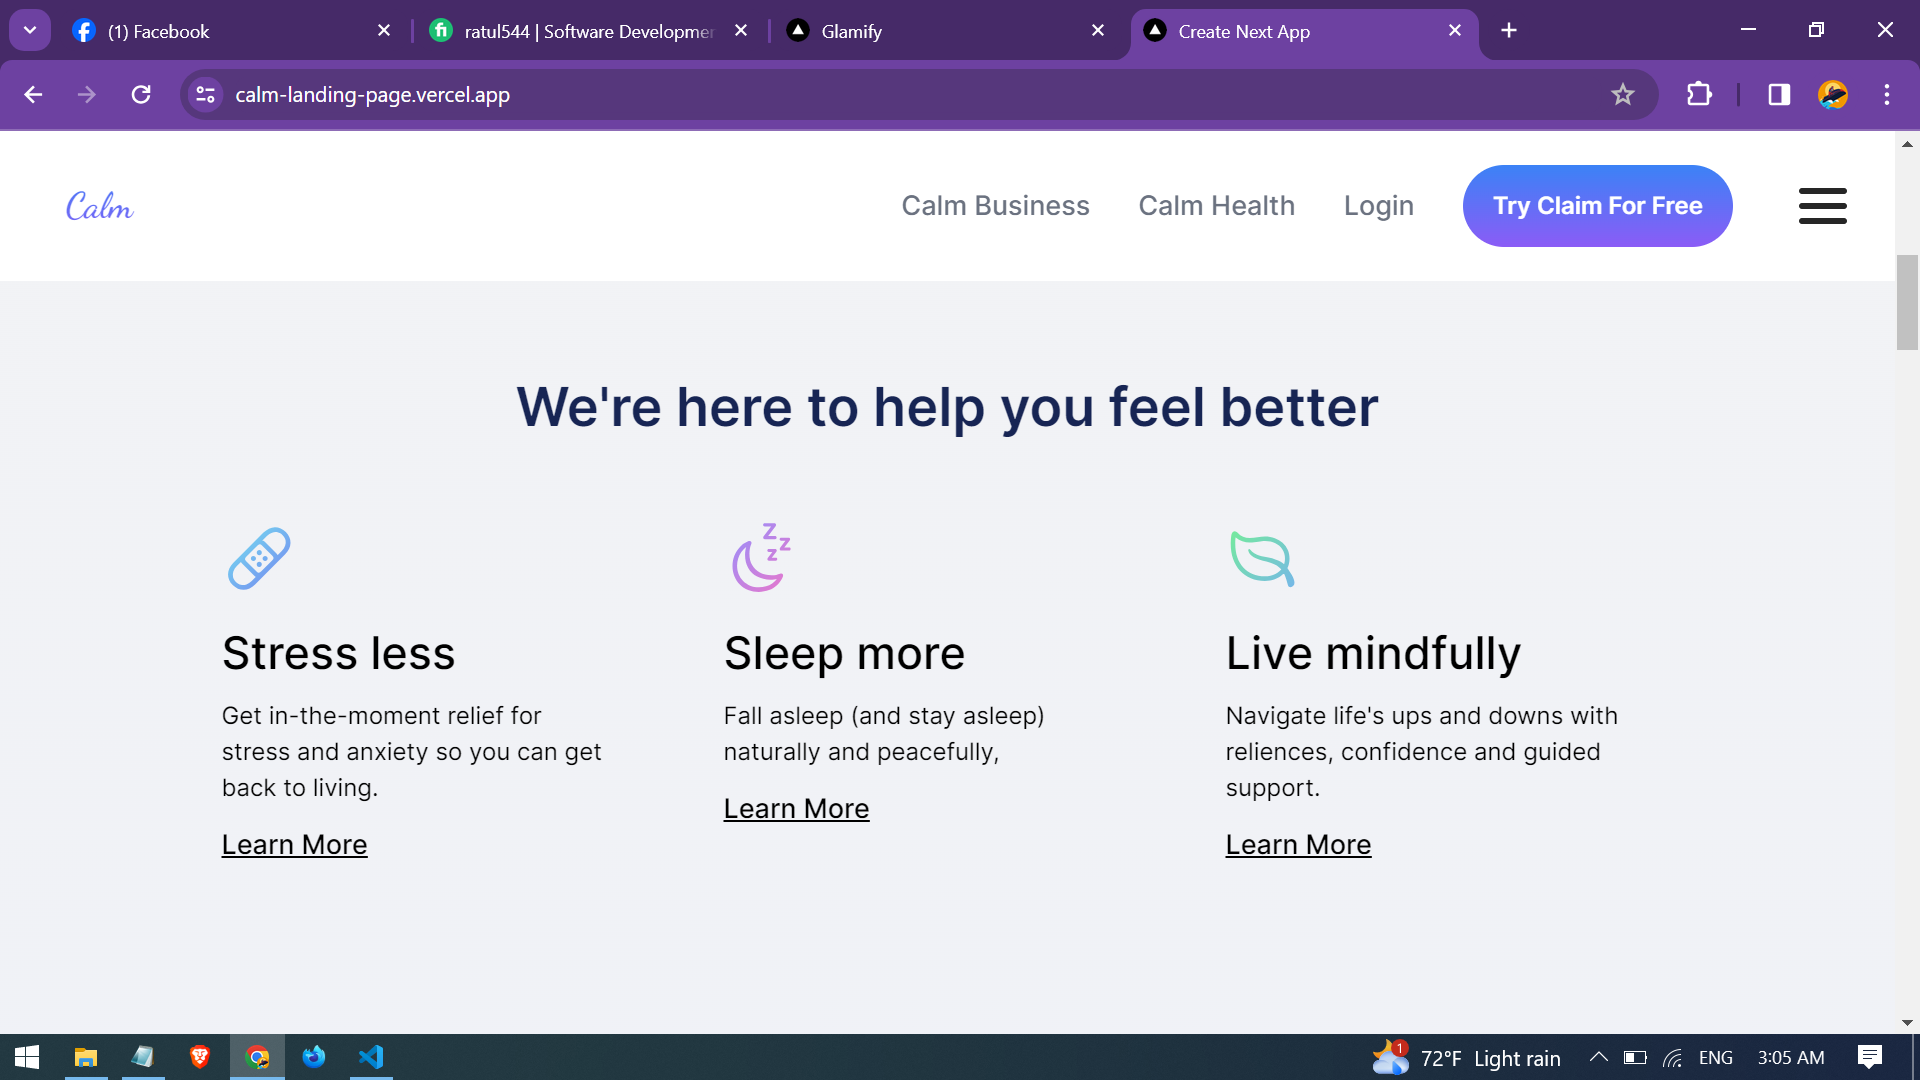 (1) Facebook
ratul544 | Software Developmer
Glamify
Create Next App
calm-landing-page.vercel.app
Calm
Calm Business
Calm Health
Login
Try Claim For Free
We're here to help you feel better
z z z
Stress less
Get in-the-moment relief for
stress and anxiety so you can get
back to living.
Learn More
Sleep more
Fall asleep (and stay asleep)
naturally and peacefully,
Learn More
Live mindfully
Navigate life's ups and downs with
reliences, confidence and guided
support.
Learn More
1
72°F Light rain
ENG
3:05 AM